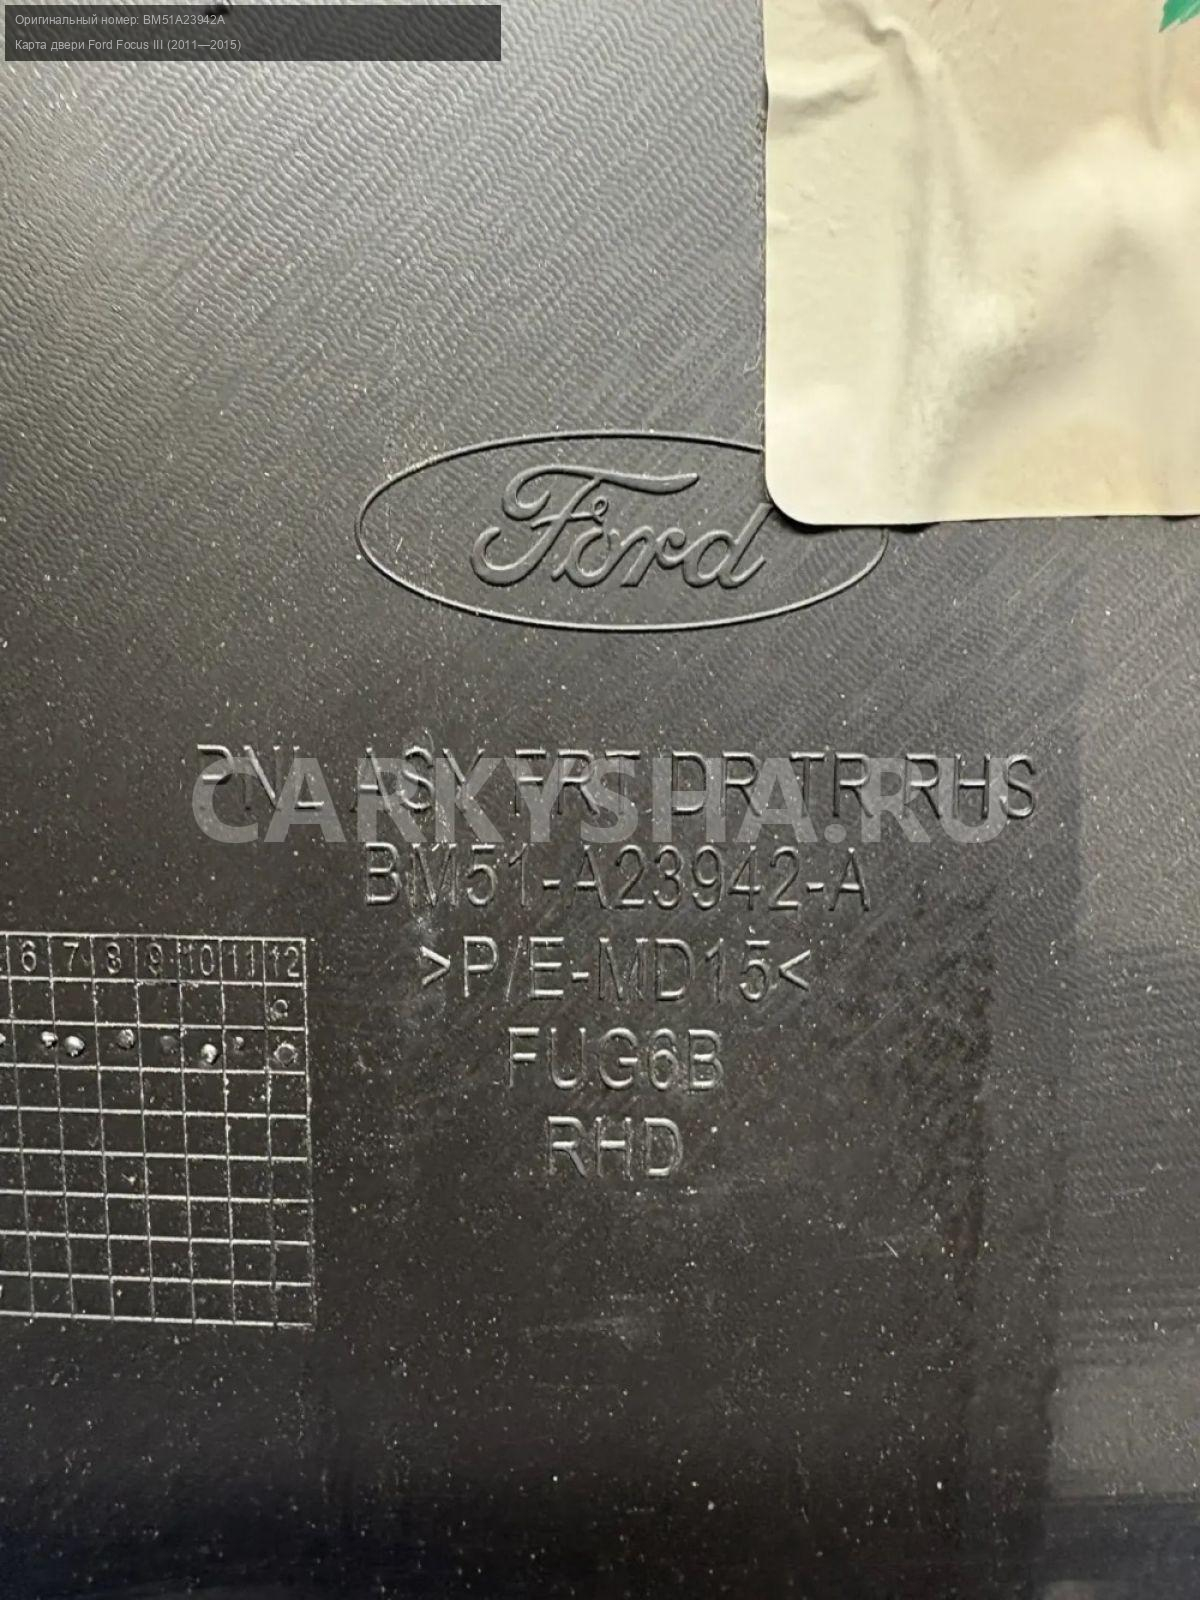 Оригинальный номер: BM51A23942A
Карта двери Ford Focus III (2011—2015)
Ford
PNL ASY FRT DR TR RHS
CARKYSHA.RU
BM51-A23942-A
>P/E-MD15<
6 7 8 9 10 11 12
FUG6B
RHD